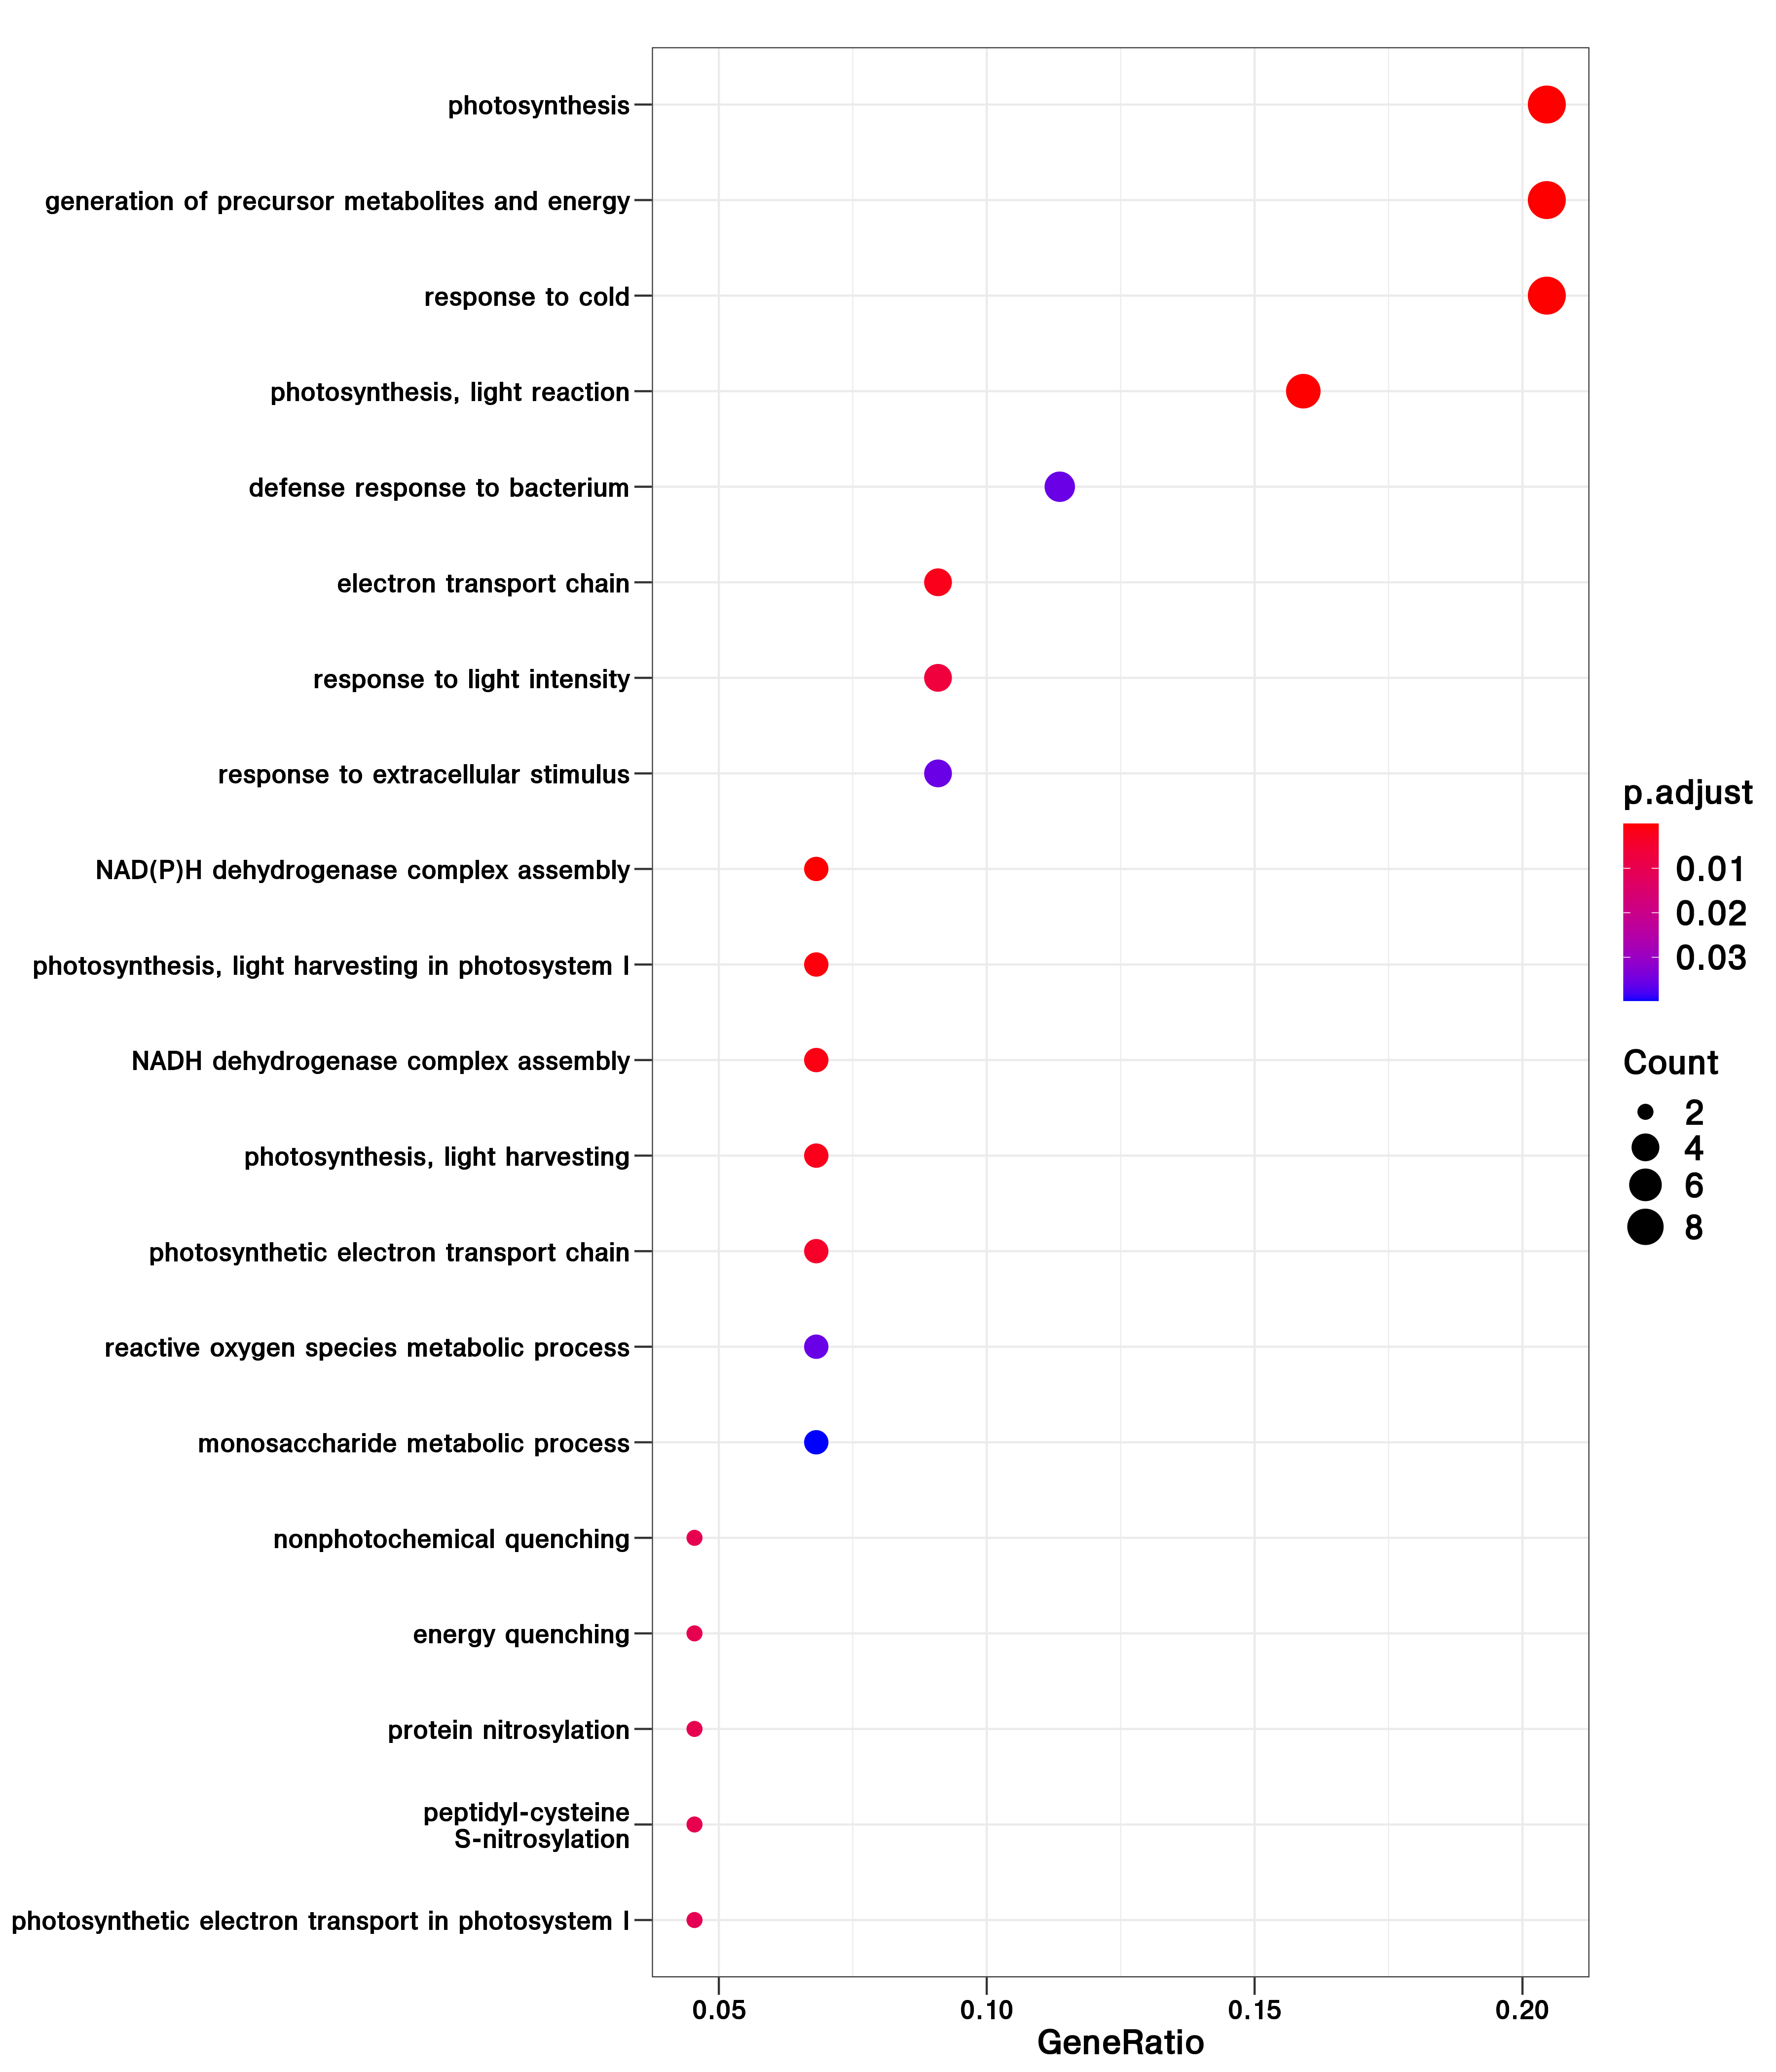 photosynthesis
generation of precursor metabolites and energy
response to cold
photosynthesis, light reaction
defense response to bacterium
electron transport chain
response to light intensity
response to extracellular stimulus
NAD(P)H dehydrogenase complex assembly
photosynthesis, light harvesting in photosystem I
NADH dehydrogenase complex assembly
photosynthesis, light harvesting
photosynthetic electron transport chain
reactive oxygen species metabolic process
monosaccharide metabolic process
nonphotochemical quenching
energy quenching
protein nitrosylation
peptidyl-cysteine
S-nitrosylation
photosynthetic electron transport in photosystem I
0.05 0.10 0.15 0.20
GeneRatio
p.adjust
0.01
0.02
0.03
Count
2
4
6
8